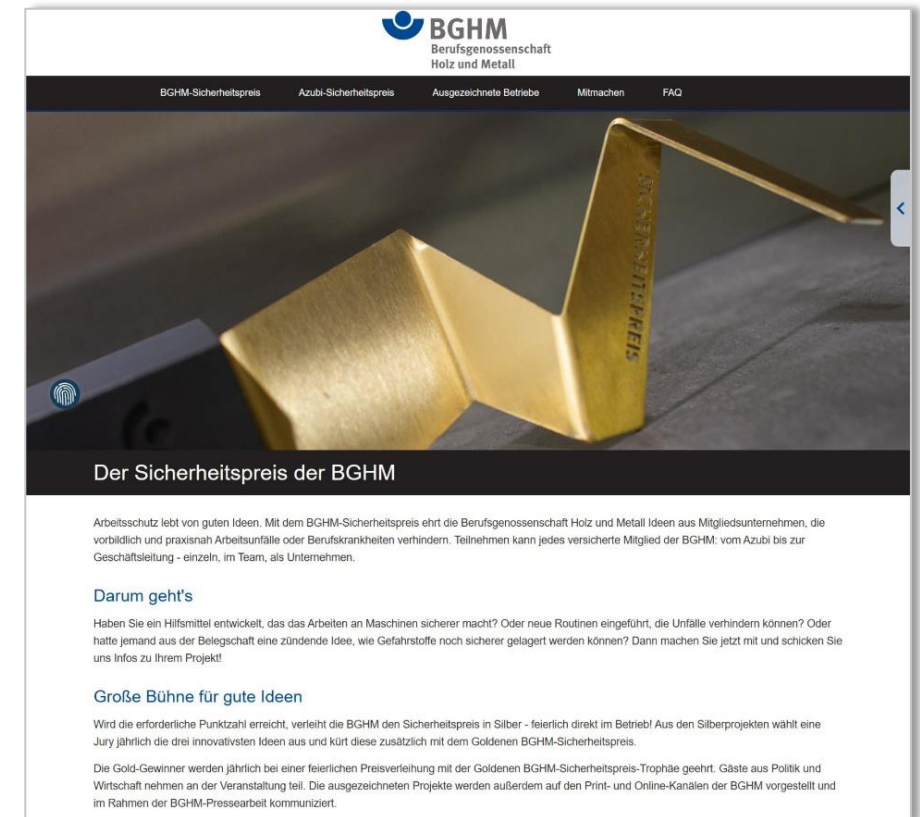 BGHM
Berufsgenossenschaft
Holz und Metall
BGHM-Sicherheitspreis Azubi-Sicherheitspreis Ausgezeichnete Betriebe Mitmachen FAQ
SICHERHEITSPREIS
Der Sicherheitspreis der BGHM
Arbeitsschutz lebt von guten Ideen. Mit dem BGHM-Sicherheitspreis ehrt die Berufsgenossenschaft Holz und Metall Ideen aus Mitgliedsunternehmen, die
vorbildlich und praxisnah Arbeitsunfälle oder Berufskrankheiten verhindern. Teilnehmen kann jedes versicherte Mitglied der BGHM: vom Azubi bis zur
Geschäftsleitung - einzeln, im Team, als Unternehmen.
Darum geht's
Haben Sie ein Hilfsmittel entwickelt, das das Arbeiten an Maschinen sicherer macht? Oder neue Routinen eingeführt, die Unfälle verhindern können? Oder
hatte jemand aus der Belegschaft eine zündende Idee, wie Gefahrstoffe noch sicherer gelagert werden können? Dann machen Sie jetzt mit und schicken Sie
uns Infos zu Ihrem Projekt!
Große Bühne für gute Ideen
Wird die erforderliche Punktzahl erreicht, verleiht die BGHM den Sicherheitspreis in Silber - feierlich direkt im Betrieb! Aus den Silberprojekten wählt eine
Jury jährlich die drei innovativsten Ideen aus und kürt diese zusätzlich mit dem Goldenen BGHM-Sicherheitspreis.
Die Gold-Gewinner werden jährlich bei einer feierlichen Preisverleihung mit der Goldenen BGHM-Sicherheitspreis-Trophäe geehrt. Gäste aus Politik und
Wirtschaft nehmen an der Veranstaltung teil. Die ausgezeichneten Projekte werden außerdem auf den Print- und Online-Kanälen der BGHM vorgestellt und
im Rahmen der BGHM-Pressearbeit kommuniziert.